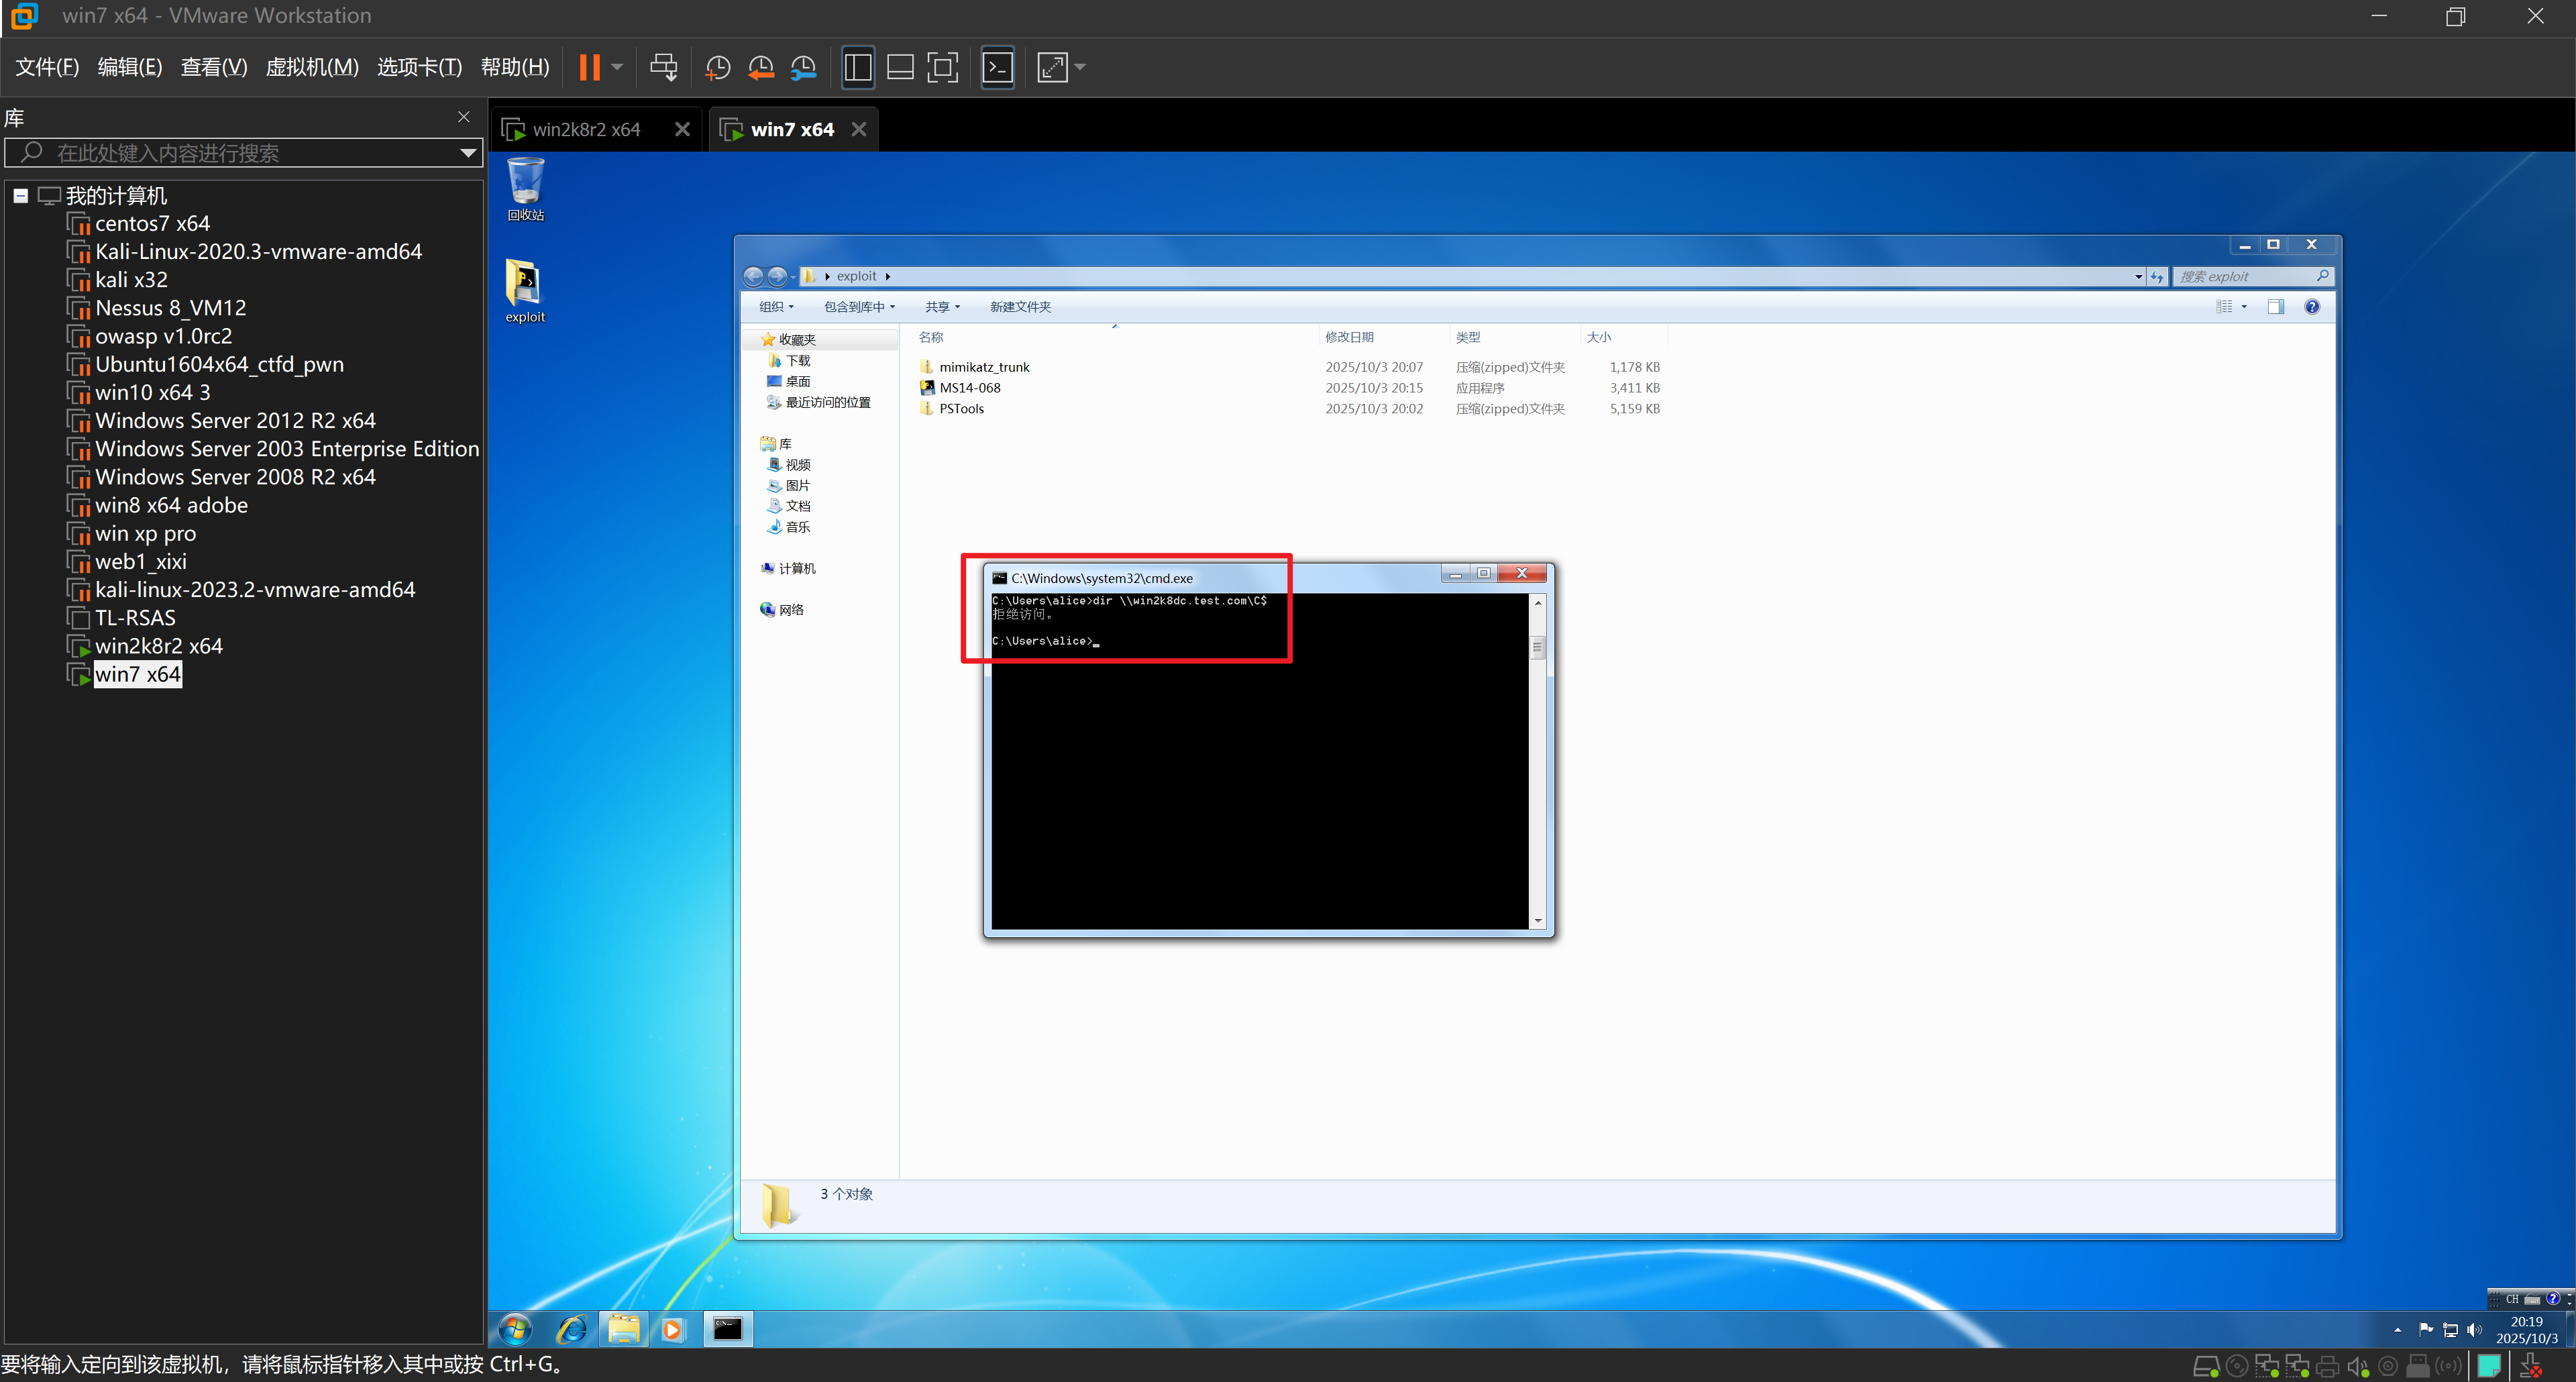 win7 x64 - VMware Workstation
文件(F) 编辑(E) 查看(V) 虚拟机(M) 选项卡(T) 帮助(H)
库
在此处键入内容进行搜索
我的计算机
centos7 x64
Kali-Linux-2020.3-vmware-amd64
kali x32
Nessus 8_VM12
owasp v1.0rc2
Ubuntu1604x64_ctfd_pwn
win10 x64 3
Windows Server 2012 R2 x64
Windows Server 2003 Enterprise Edition
Windows Server 2008 R2 x64
win8 x64 adobe
win xp pro
web1_xixi
kali-linux-2023.2-vmware-amd64
TL-RSAS
win2k8r2 x64
win7 x64
win2k8r2 x64
win7 x64
回收站
exploit
exploit
搜索 exploit
组织 包含到库中 共享 新建文件夹
收藏夹
下载
桌面
最近访问的位置
库
视频
图片
文档
音乐
计算机
网络
名称 修改日期 类型 大小
mimikatz_trunk 2025/10/3 20:07 压缩(zipped)文件夹 1,178 KB
MS14-068 2025/10/3 20:15 应用程序 3,411 KB
PSTools 2025/10/3 20:02 压缩(zipped)文件夹 5,159 KB
C:\Windows\system32\cmd.exe
C:\Users\alice>dir \\win2k8dc.test.com\C$
拒绝访问。
C:\Users\alice>_
3 个对象
CH
20:19
2025/10/3
要将输入定向到该虚拟机，请将鼠标指针移入其中或按 Ctrl+G。